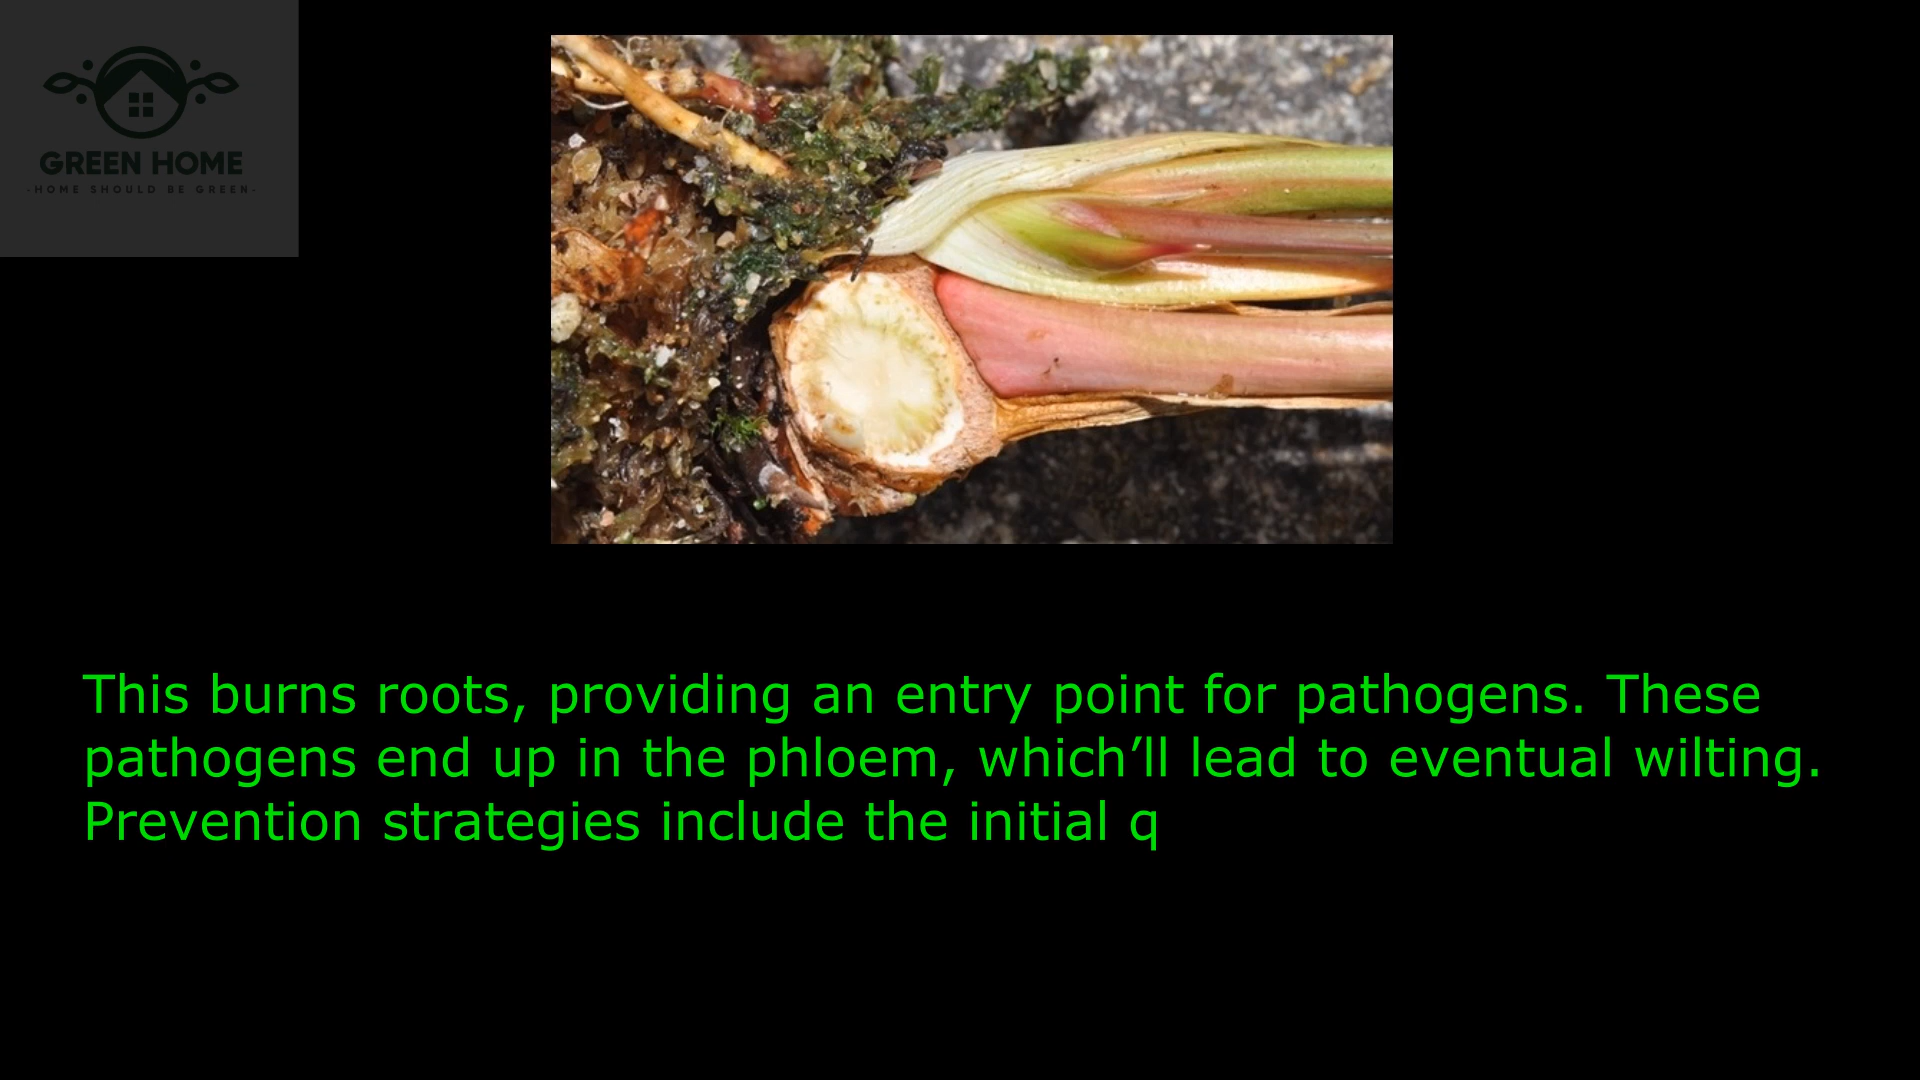 GREEN HOME
-HOME SHOULD BE GREEN-
This burns roots, providing an entry point for pathogens. These
pathogens end up in the phloem, which’ll lead to eventual wilting.
Prevention strategies include the initial q